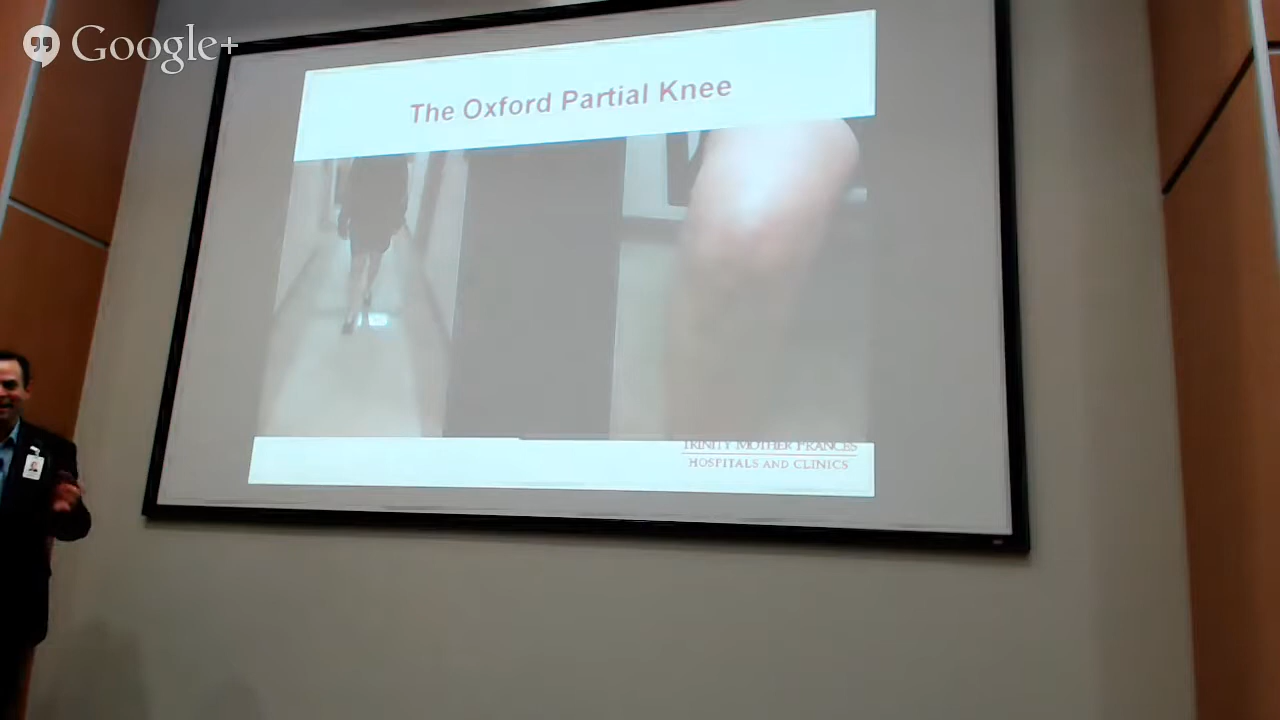 Google+
The Oxford Partial Knee
TRINITY MOTHER FRANCES
HOSPITALS AND CLINICS